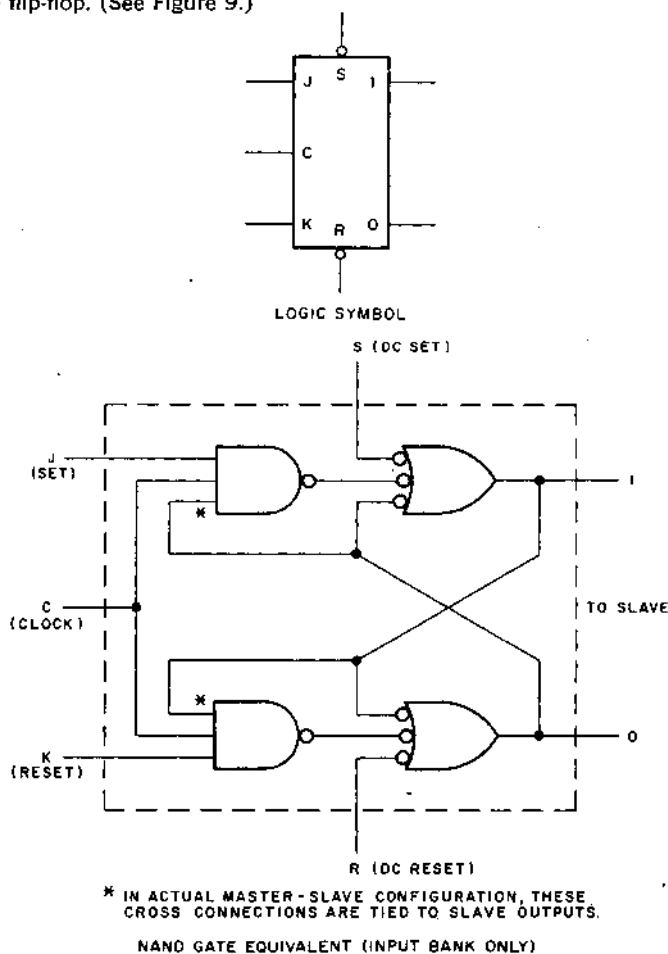 flip-flop. (See Figure 9.)
S
J 1
C
K R 0
LOGIC SYMBOL
S (DC SET)
J
(SET)
*
1
C
(CLOCK)
TO SLAVE
*
K
(RESET)
0
R (DC RESET)
* IN ACTUAL MASTER-SLAVE CONFIGURATION, THESE
CROSS CONNECTIONS ARE TIED TO SLAVE OUTPUTS.
NAND GATE EQUIVALENT (INPUT BANK ONLY)